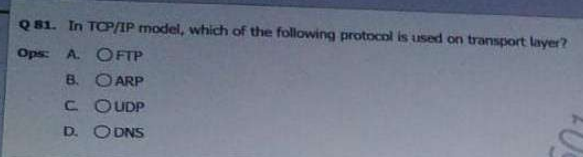 Q 81. In TCP/IP model, which of the following protocol is used on transport layer?
Ops: A. FTP
B. ARP
C. UDP
D. DNS